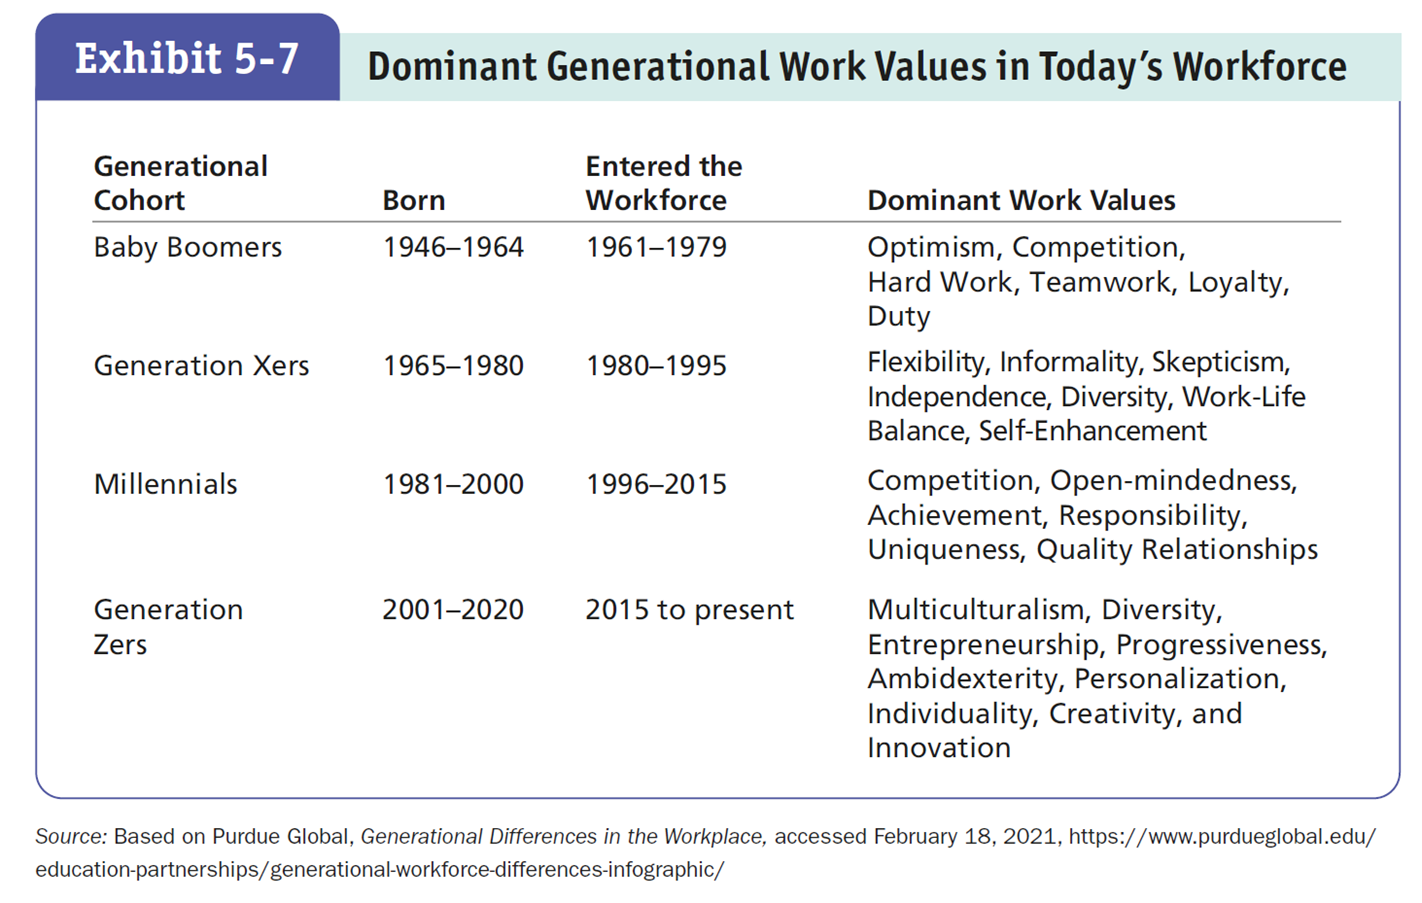 Exhibit 5-7
Dominant Generational Work Values in Today’s Workforce
Generational
Cohort
Born
Entered the
Workforce
Dominant Work Values
Baby Boomers
1946–1964
1961–1979
Optimism, Competition,
Hard Work, Teamwork, Loyalty,
Duty
Generation Xers
1965–1980
1980–1995
Flexibility, Informality, Skepticism,
Independence, Diversity, Work-Life
Balance, Self-Enhancement
Millennials
1981–2000
1996–2015
Competition, Open-mindedness,
Achievement, Responsibility,
Uniqueness, Quality Relationships
Generation
Zers
2001–2020
2015 to present
Multiculturalism, Diversity,
Entrepreneurship, Progressiveness,
Ambidexterity, Personalization,
Individuality, Creativity, and
Innovation
Source: Based on Purdue Global, Generational Differences in the Workplace, accessed February 18, 2021, https://www.purdueglobal.edu/
education-partnerships/generational-workforce-differences-infographic/